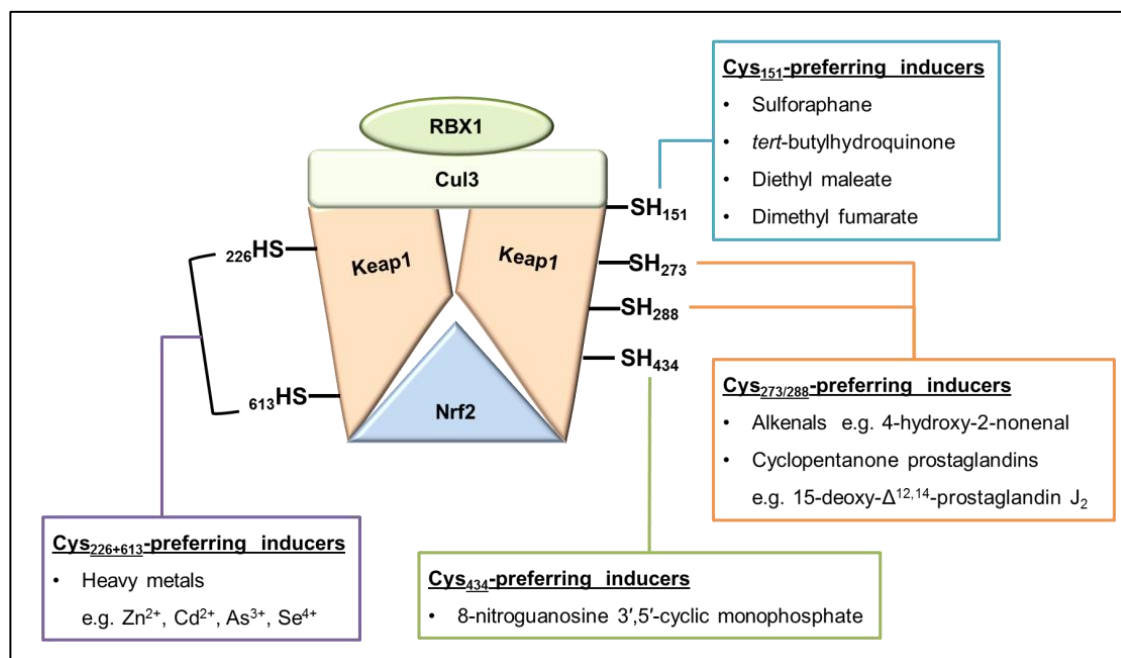 RBX1
Cul3
Keap1
Keap1
Nrf2
₂₂₆HS
₆₁₃HS
SH₁₅₁
SH₂₇₃
SH₂₈₈
SH₄₃₄
Cys₁₅₁-preferring inducers
• Sulforaphane
• tert-butylhydroquinone
• Diethyl maleate
• Dimethyl fumarate
Cys₂₇₃/₂₈₈-preferring inducers
• Alkenals e.g. 4-hydroxy-2-nonenal
• Cyclopentanone prostaglandins
e.g. 15-deoxy-Δ¹²,¹⁴-prostaglandin J₂
Cys₂₂₆₊₆₁₃-preferring inducers
• Heavy metals
e.g. Zn²⁺, Cd²⁺, As³⁺, Se⁴⁺
Cys₄₃₄-preferring inducers
• 8-nitroguanosine 3′,5′-cyclic monophosphate